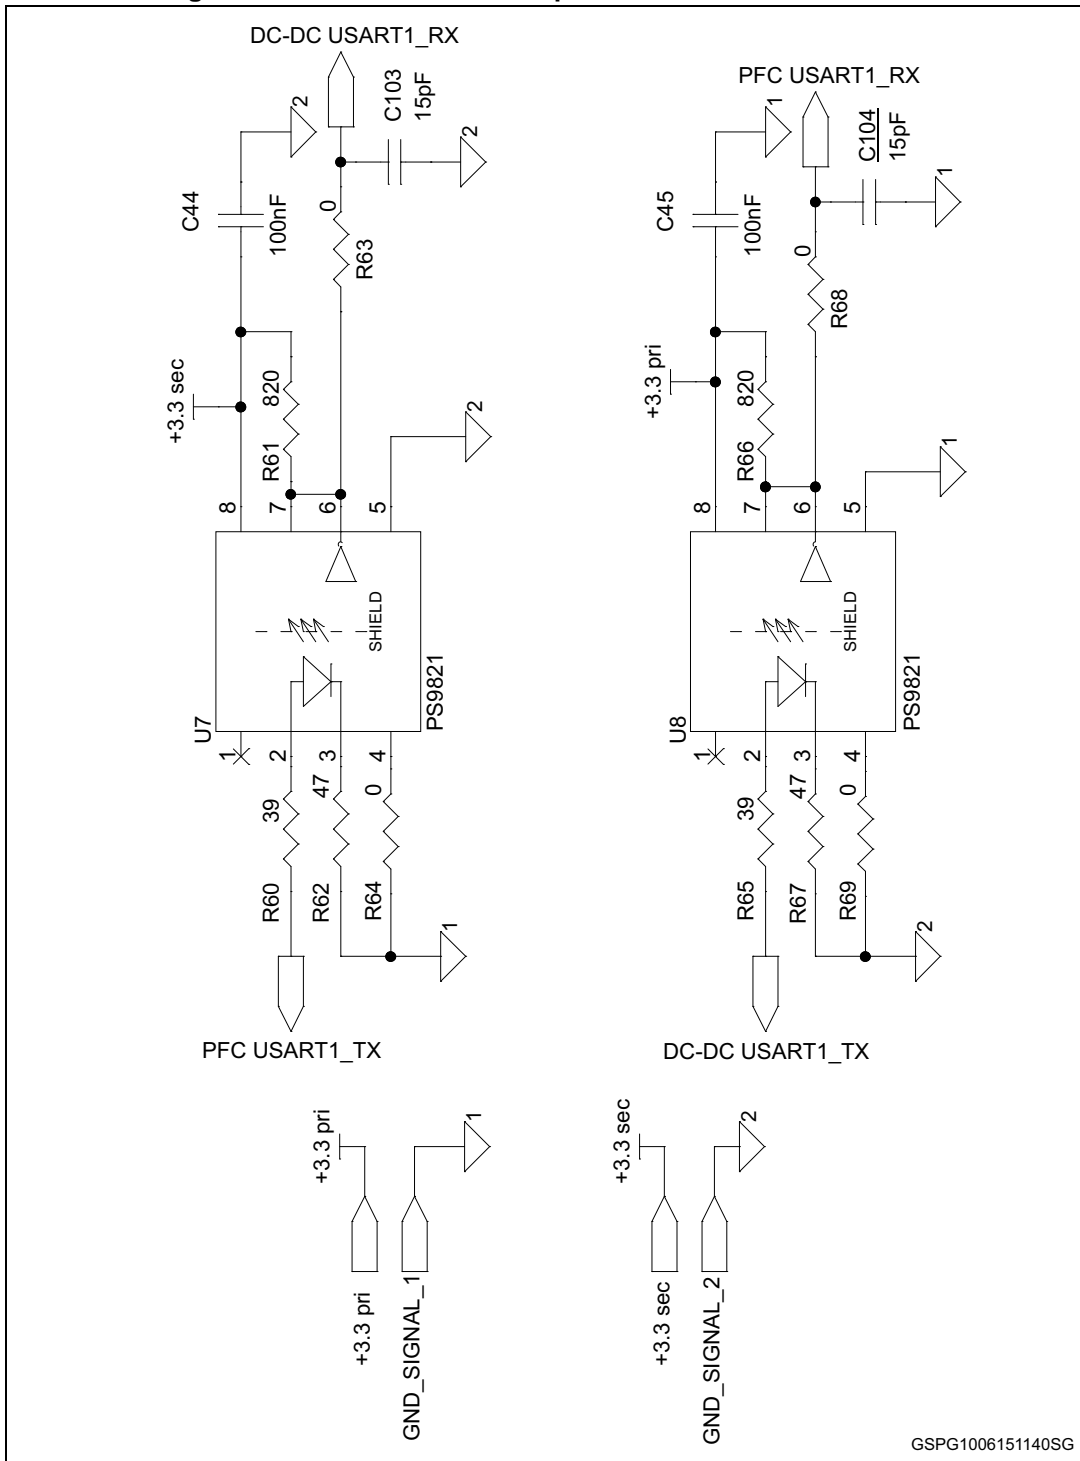 DC-DC USART1_RX
PFC USART1_RX
C103
15pF
2
2
C44
100nF
0
R63
+3.3 sec
820
R61
2
8
7
6
5
SHIELD
U7
PS9821
1
2
3
4
39
47
0
R60
R62
R64
1
PFC USART1_TX
C104
15pF
1
1
C45
100nF
0
R68
+3.3 pri
820
R66
1
8
7
6
5
SHIELD
U8
PS9821
1
2
3
4
39
47
0
R65
R67
R69
2
DC-DC USART1_TX
+3.3 pri
1
+3.3 pri
GND_SIGNAL_1
+3.3 sec
2
+3.3 sec
GND_SIGNAL_2
GSPG1006151140SG